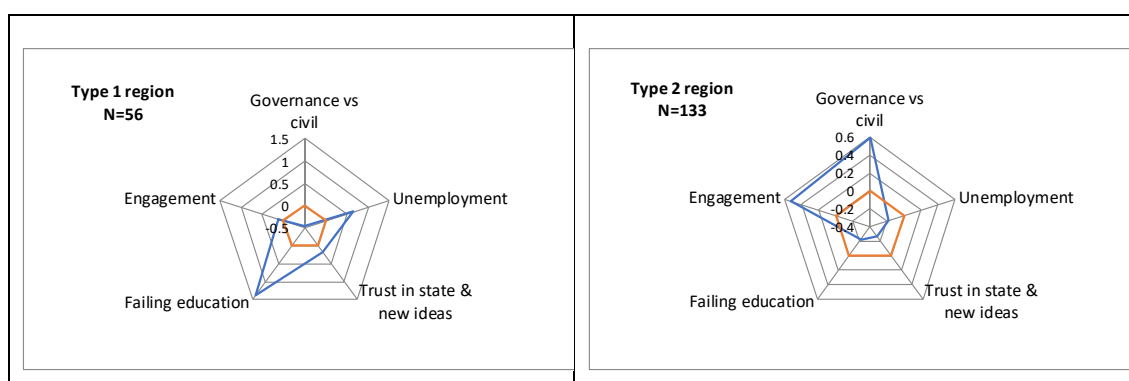 Type 1 region
N=56
Governance vs
civil
1.5
1
0.5
0
-0.5
Engagement
Unemployment
Failing education
Trust in state &
new ideas
Type 2 region
N=133
Governance vs
civil
0.6
0.4
0.2
0
-0.2
-0.4
Engagement
Unemployment
Failing education
Trust in state &
new ideas